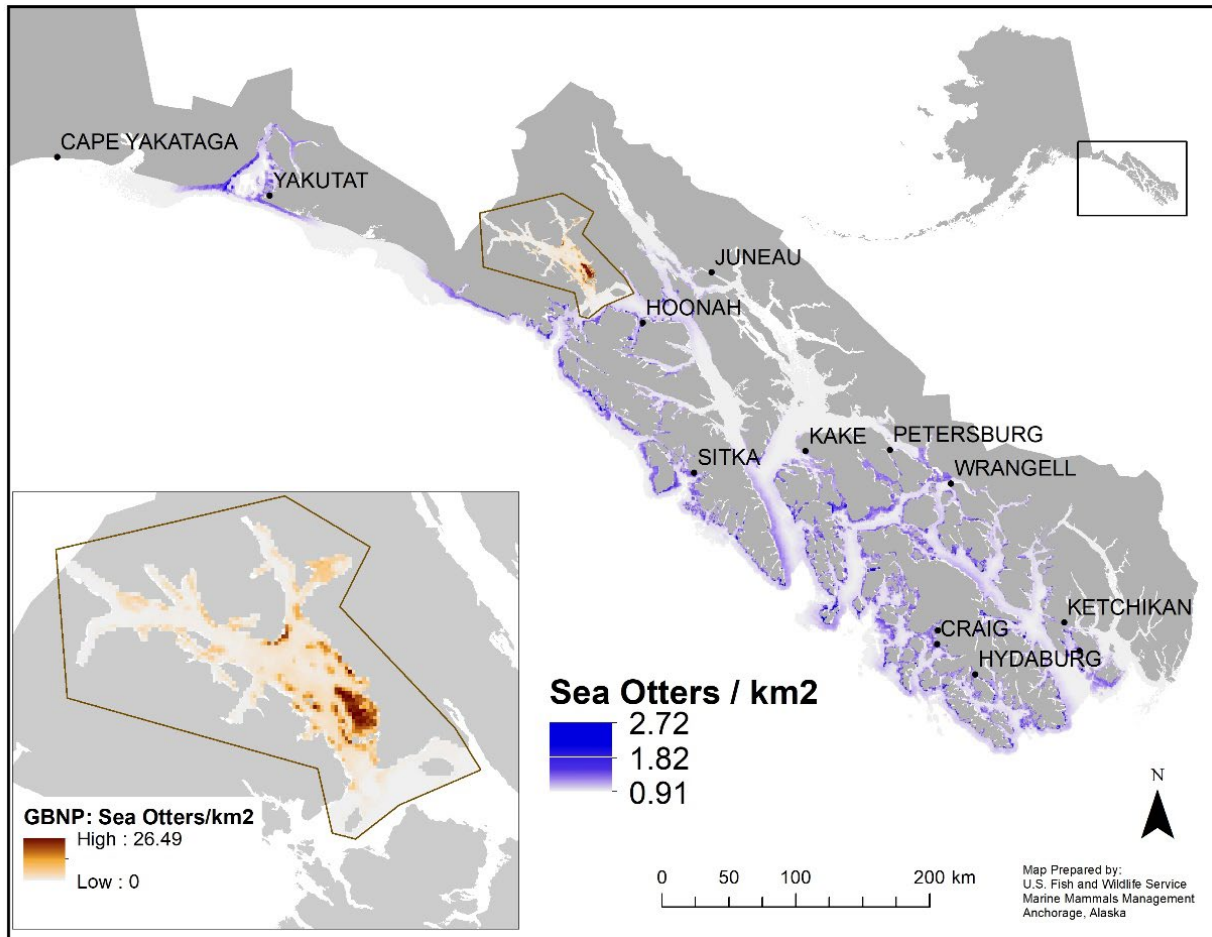 CAPE YAKATAGA
YAKUTAT
JUNEAU
HOONAH
KAKE
PETERSBURG
SITKA
WRANGELL
KETCHIKAN
CRAIG
HYDABURG
Sea Otters / km2
2.72
1.82
0.91
GBNP: Sea Otters/km2
High : 26.49
Low : 0
N
0 50 100 200 km
Map Prepared by:
U.S. Fish and Wildlife Service
Marine Mammals Management
Anchorage, Alaska